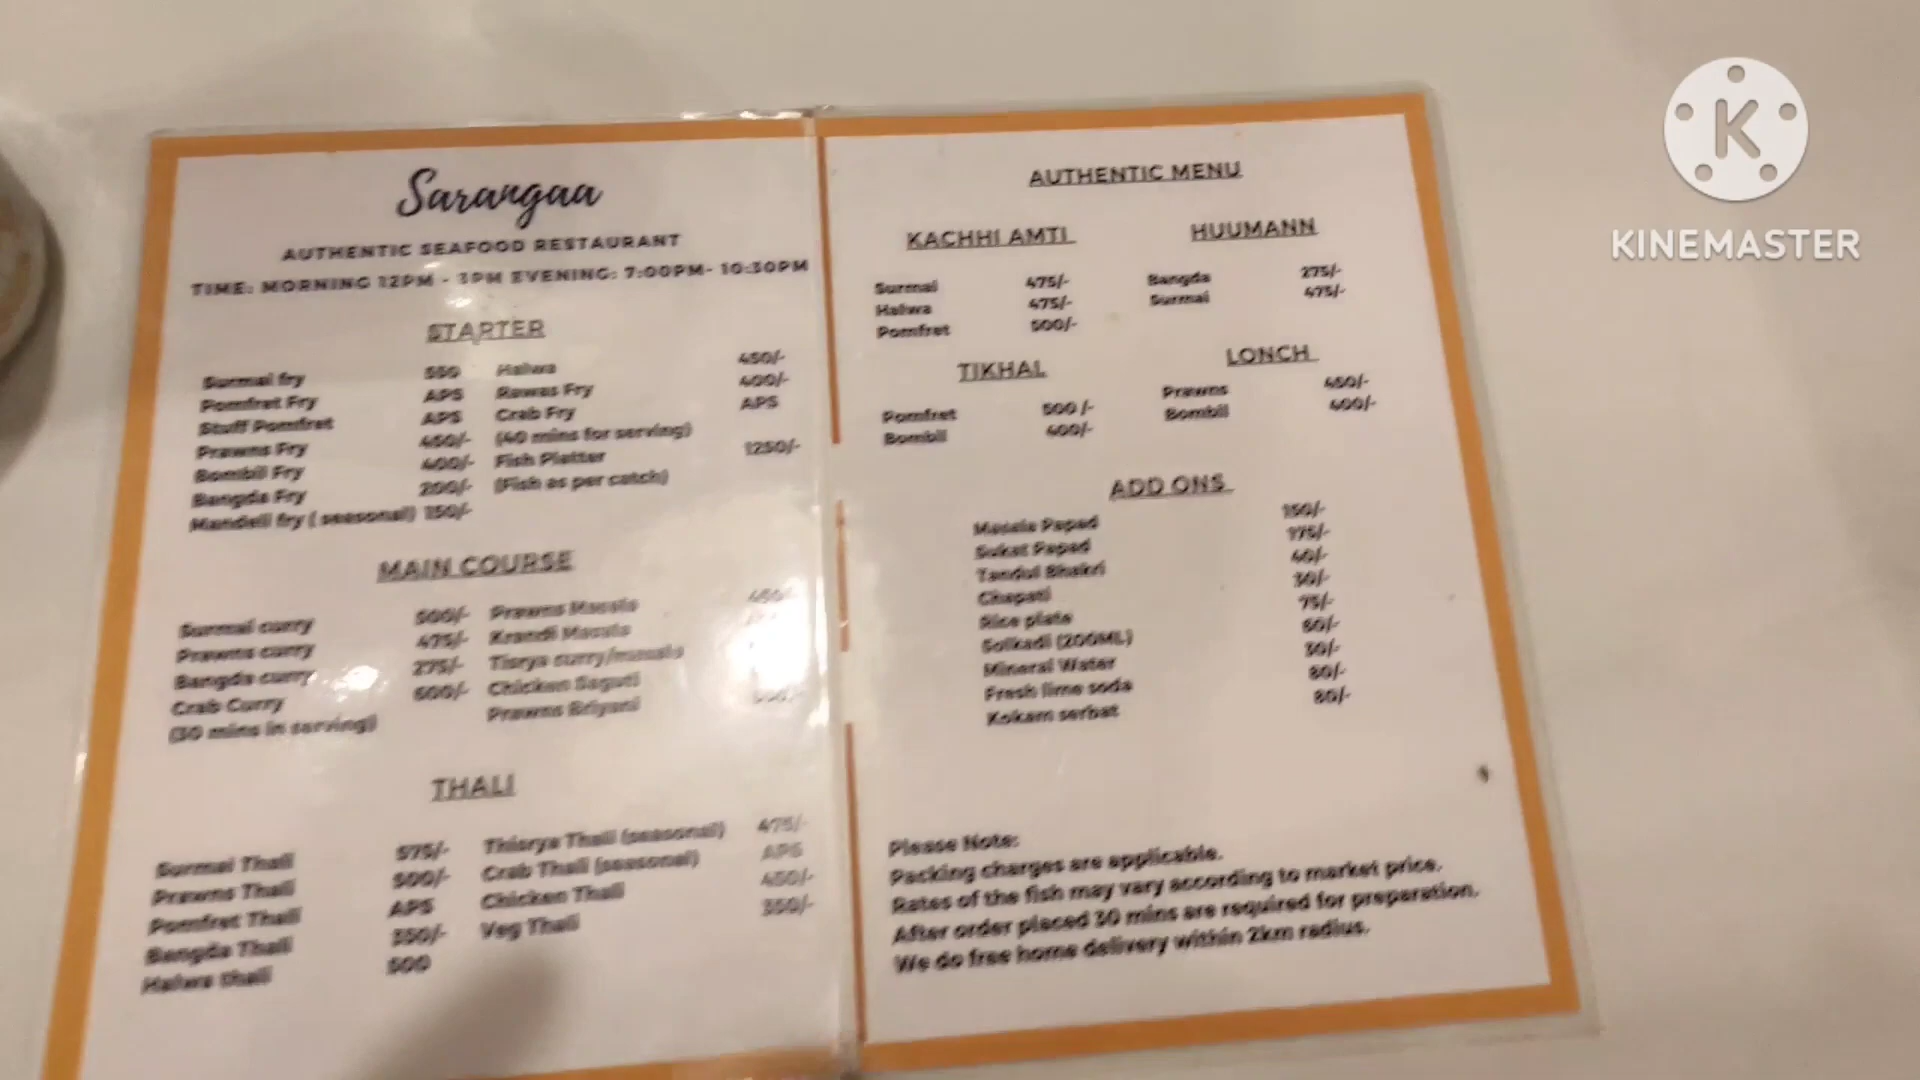 Sarangaa
AUTHENTIC SEAFOOD RESTAURANT
TIME: MORNING 12PM - 3PM EVENING: 7:00PM- 10:30PM
STARTER
Surmai fry 550
Pomfret Fry APS
Stuff Pomfret APS
Prawns Fry 450/-
Bombil Fry 400/-
Bangda Fry 200/-
Mandeli fry ( seasonal) 150/-
Halwa 450/-
Rawas Fry 400/-
Crab Fry APS
(40 mins for serving)
Fish Platter 1250/-
(Fish as per catch)
MAIN COURSE
Surmai curry 500/-
Prawns curry 475/-
Bangda curry 275/-
Crab Curry 600/-
(30 mins in serving)
Prawns Masala
Krandi Masala
Tisrya curry/masala
Chicken Saguti
Prawns Briyani
THALI
Surmai Thali 575/-
Prawns Thali 500/-
Pomfret Thali APS
Bangda Thali 350/-
Halwa thali 500
Thisrya Thali (seasonal) 475/-
Crab Thali (seasonal) APS
Chicken Thali 450/-
Veg Thali 350/-
AUTHENTIC MENU
KACHHI AMTI
Surmai 475/-
Halwa 475/-
Pomfret 500/-
HUUMANN
Bangda 275/-
Surmai 475/-
TIKHAL
Pomfret 500 /-
Bombil 400/-
LONCH
Prawns 450/-
Bombil 400/-
ADD ONS
Masala Papad 150/-
Sukat Papad 175/-
Tandul Bhakri 40/-
Chapati 30/-
Rice plate 75/-
Solkadi (200ML) 60/-
Mineral Water 30/-
Fresh lime soda 80/-
Kokam serbat 80/-
Please Note:
Packing charges are applicable.
Rates of the fish may vary according to market price.
After order placed 30 mins are required for preparation.
We do free home delivery within 2km radius.
K
KINEMASTER